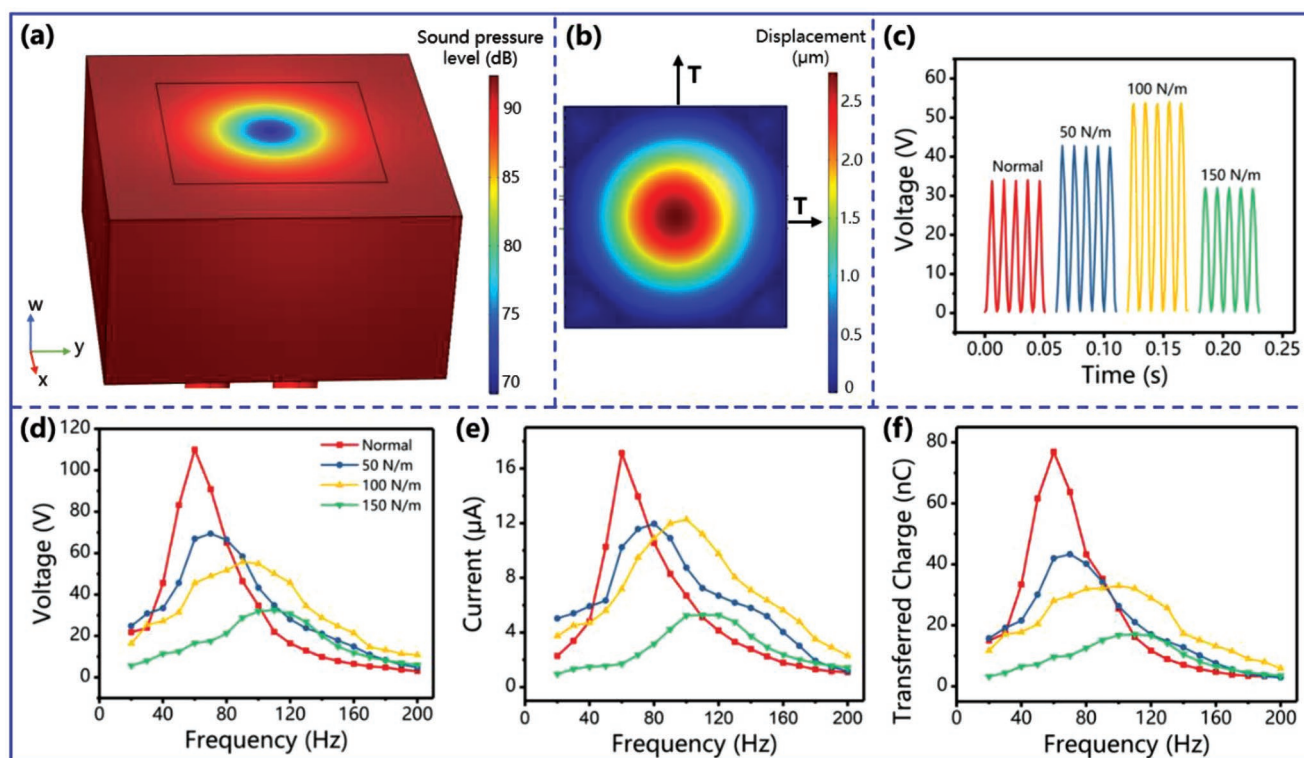 (a)
Sound pressure
level (dB)
90
85
80
75
70
w
y
x
(b)
Displacement
(μm)
T
T
2.5
2.0
1.5
1.0
0.5
0
(c)
Voltage (V)
60
50
40
30
20
10
0
Normal
50 N/m
100 N/m
150 N/m
0.00 0.05 0.10 0.15 0.20 0.25
Time (s)
(d)
Voltage (V)
120
100
80
60
40
20
0
Normal
50 N/m
100 N/m
150 N/m
0 40 80 120 160 200
Frequency (Hz)
(e)
Current (μA)
16
12
8
4
0
0 40 80 120 160 200
Frequency (Hz)
(f)
Transferred Charge (nC)
80
60
40
20
0
0 40 80 120 160 200
Frequency (Hz)